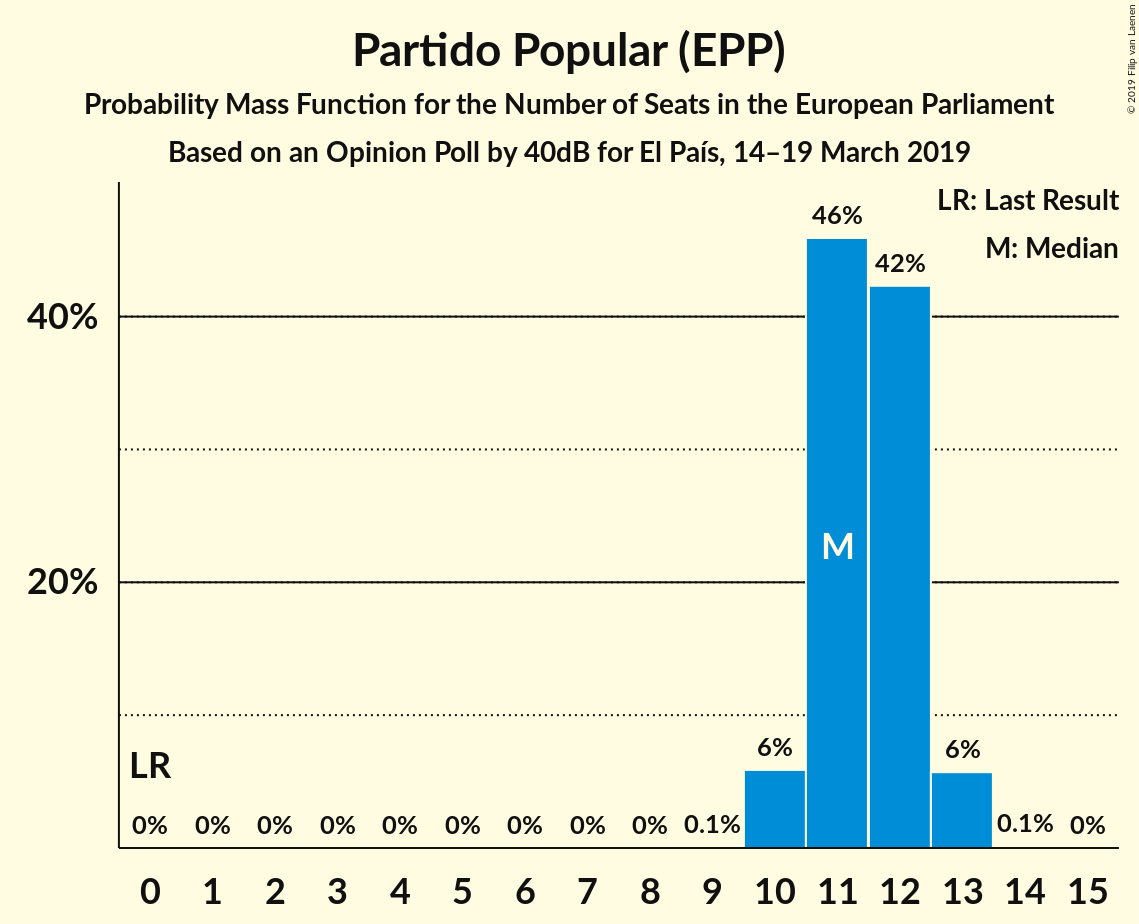 Partido Popular (EPP)
Probability Mass Function for the Number of Seats in the European Parliament
Based on an Opinion Poll by 40dB for El País, 14–19 March 2019
© 2019 Filip van Laenen
LR: Last Result
M: Median
46%
42%
40%
M
20%
6%
6%
LR
0% 0% 0% 0% 0% 0% 0% 0% 0% 0.1% 0.1% 0%
0 1 2 3 4 5 6 7 8 9 10 11 12 13 14 15